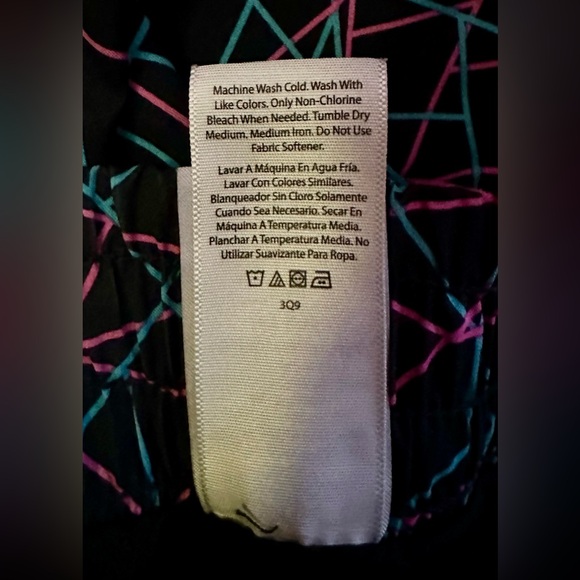 Machine Wash Cold. Wash With
Like Colors. Only Non-Chlorine
Bleach When Needed. Tumble Dry
Medium. Medium Iron. Do Not Use
Fabric Softener.
Lavar A Máquina En Agua Fría.
Lavar Con Colores Similares.
Blanqueador Sin Cloro Solamente
Cuando Sea Necesario. Secar En
Máquina A Temperatura Media.
Planchar A Temperatura Media. No
Utilizar Suavizante Para Ropa.
3Q9